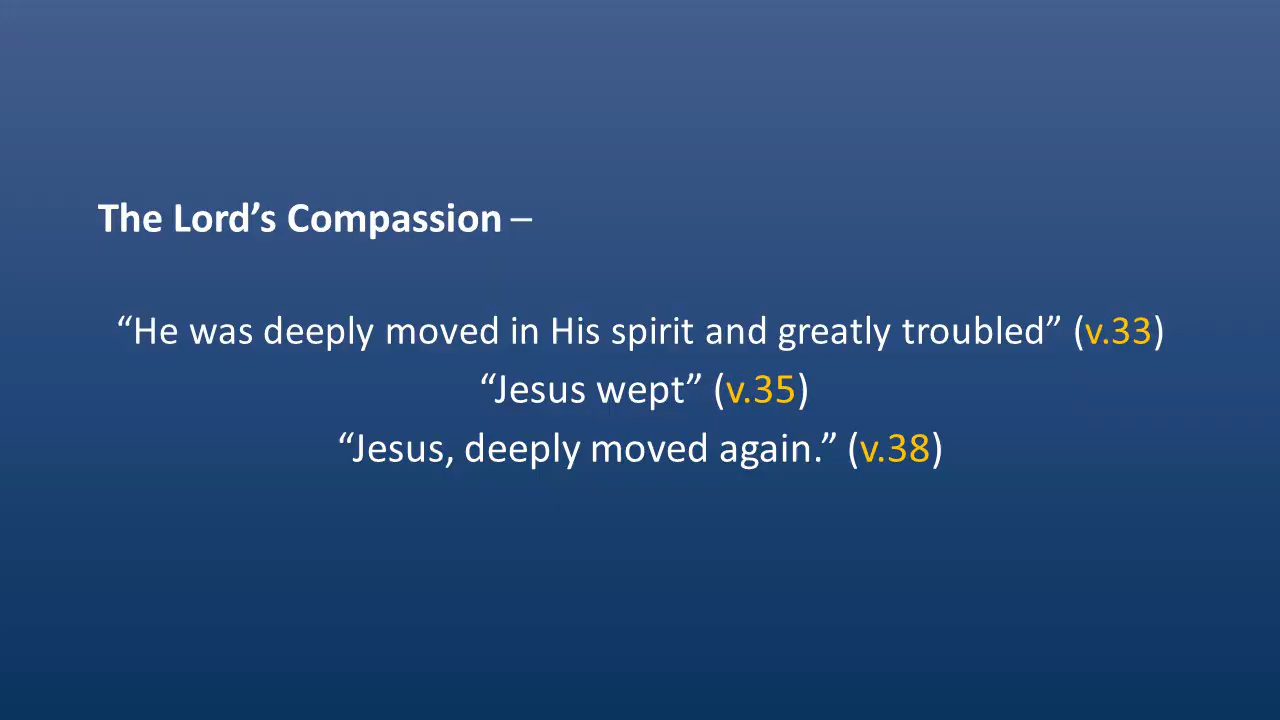 The Lord’s Compassion –
“He was deeply moved in His spirit and greatly troubled” (v.33)
“Jesus wept” (v.35)
“Jesus, deeply moved again.” (v.38)